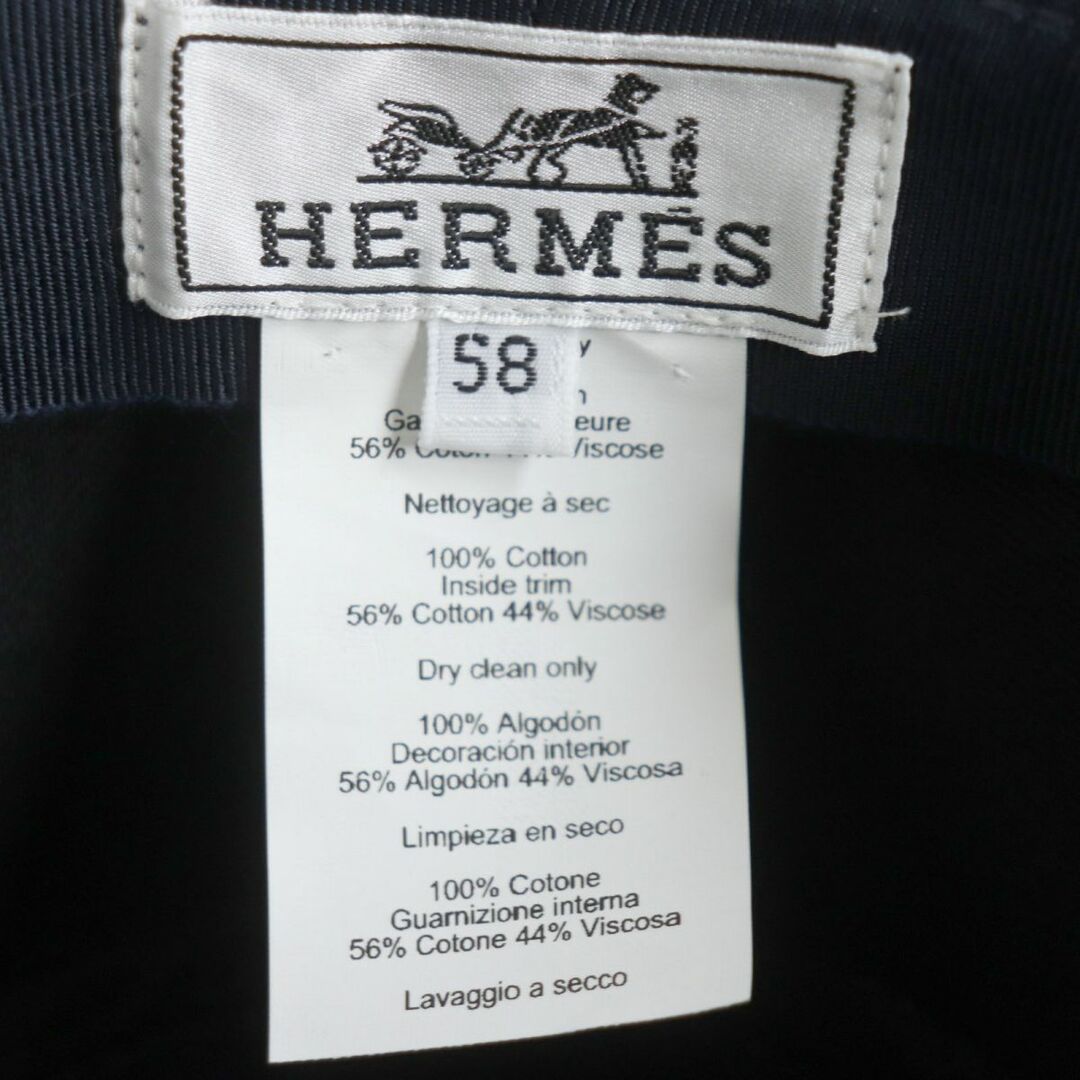 HERMÈS
58
56% Viscose
Nettoyage à sec
100% Cotton
Inside trim
56% Cotton 44% Viscose
Dry clean only
100% Algodón
Decoración interior
56% Algodón 44% Viscosa
Limpieza en seco
100% Cotone
Guarnizione interna
56% Cotone 44% Viscosa
Lavaggio a secco